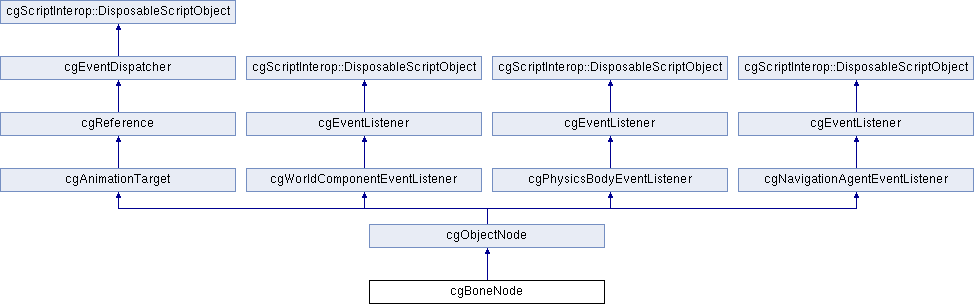 cgScriptInterop::DisposableScriptObject
cgEventDispatcher
cgScriptInterop::DisposableScriptObject
cgScriptInterop::DisposableScriptObject
cgScriptInterop::DisposableScriptObject
cgReference
cgEventListener
cgEventListener
cgEventListener
cgAnimationTarget
cgWorldComponentEventListener
cgPhysicsBodyEventListener
cgNavigationAgentEventListener
cgObjectNode
cgBoneNode